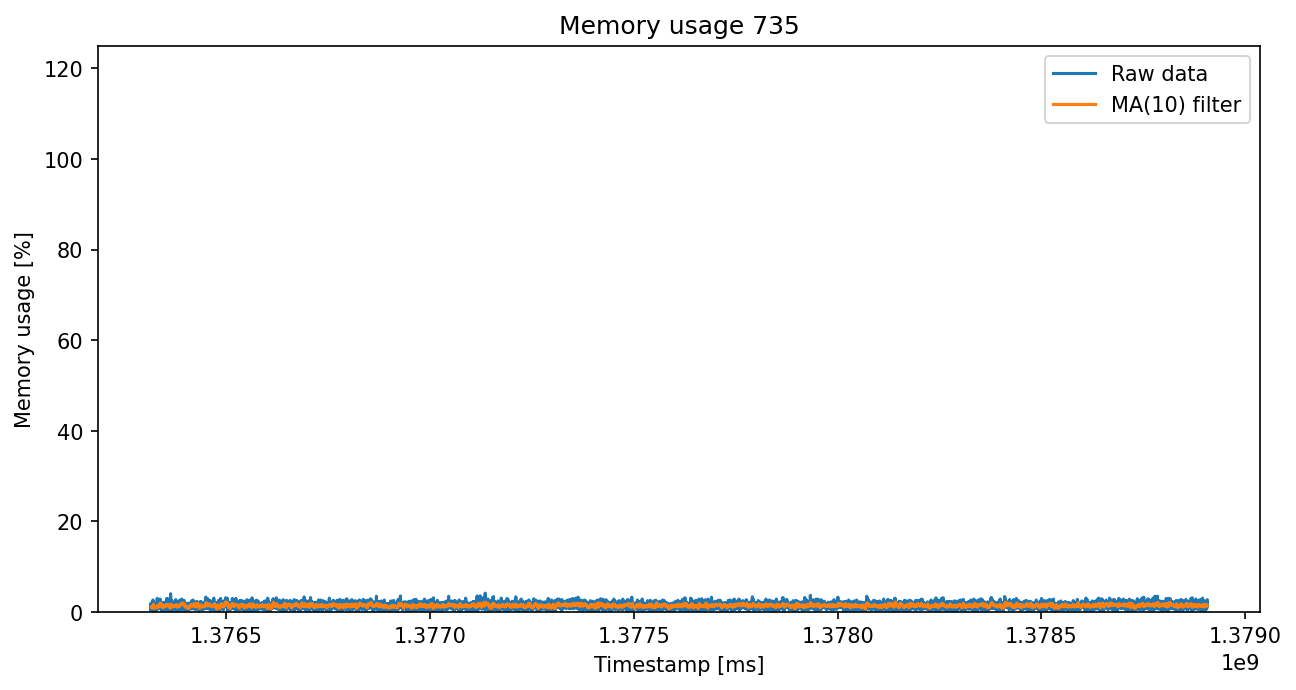 Memory usage 735
Raw data
MA(10) filter
Memory usage [%]
120
100
80
60
40
20
0
1.3765 1.3770 1.3775 1.3780 1.3785 1.3790
1e9
Timestamp [ms]